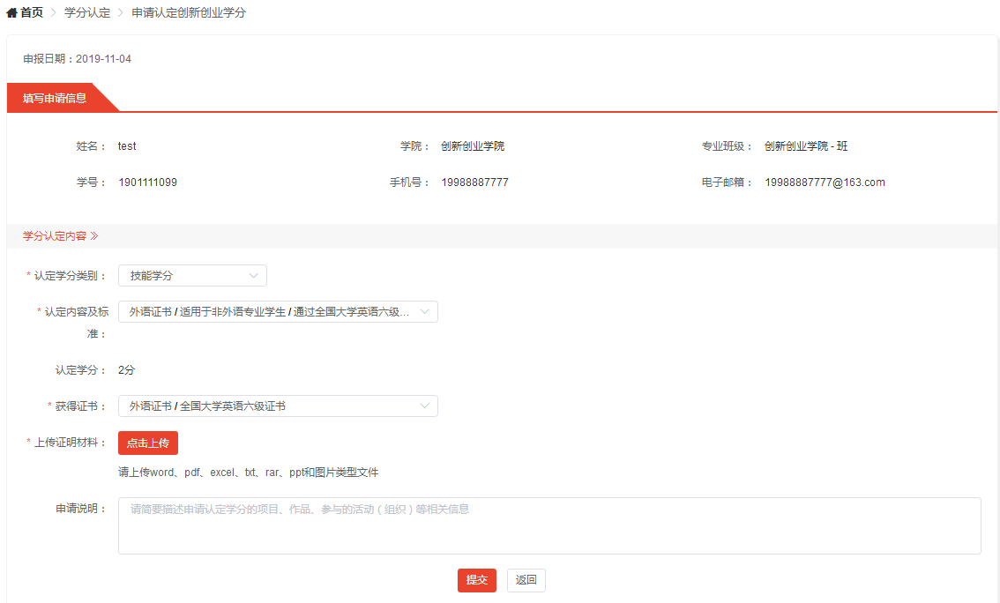 首页 > 学分认定 > 申请认定创新创业学分
申报日期：2019-11-04
填写申请信息
姓名： test 学院： 创新创业学院 专业班级： 创新创业学院 - 班
学号： 1901111099 手机号： 19988887777 电子邮箱： 19988887777@163.com
学分认定内容 »
* 认定学分类别： 技能学分
* 认定内容及标 外语证书 / 适用于非外语专业学生 / 通过全国大学英语六级...
准：
认定学分： 2分
* 获得证书： 外语证书 / 全国大学英语六级证书
* 上传证明材料： 点击上传
请上传word、pdf、excel、txt、rar、ppt和图片类型文件
申请说明： 请简要描述申请认定学分的项目、作品、参与的活动（组织）等相关信息
提交 返回